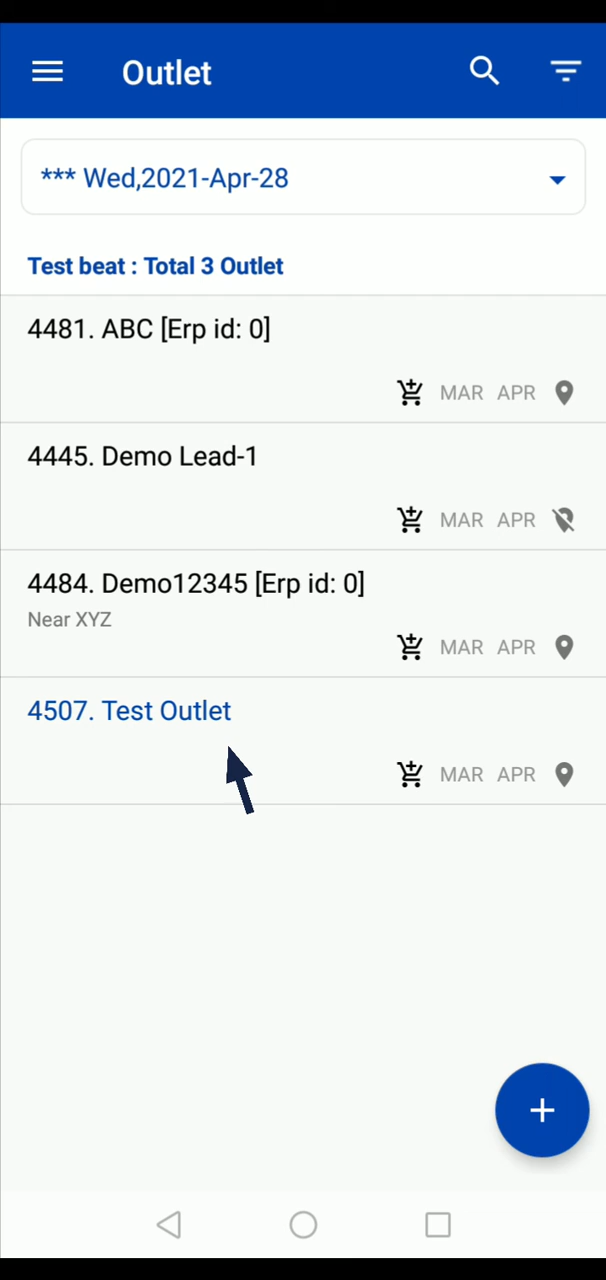 Outlet
*** Wed,2021-Apr-28
Test beat : Total 3 Outlet
4481. ABC [Erp id: 0]
MAR APR
4445. Demo Lead-1
MAR APR
4484. Demo12345 [Erp id: 0]
Near XYZ
MAR APR
4507. Test Outlet
MAR APR